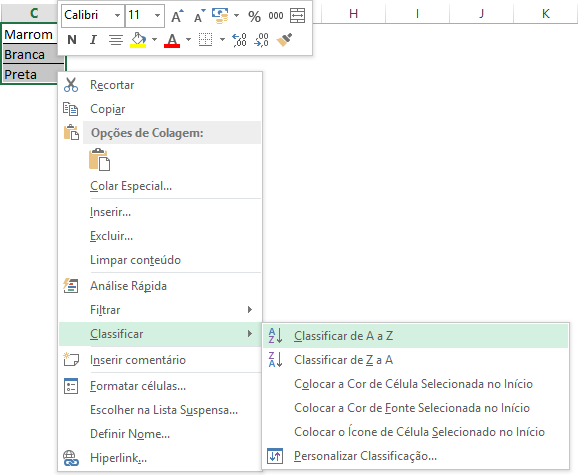 Calibri 11 A A % 000
N I S A ,00 ,00
C H I J K
Marrom
Branca
Preta
Recortar
Copiar
Opções de Colagem:
Colar Especial...
Inserir...
Excluir...
Limpar conteúdo
Análise Rápida
Filtrar
Classificar
Inserir comentário
Formatar células...
Escolher na Lista Suspensa...
Definir Nome...
Hiperlink...
Classificar de A a Z
Classificar de Z a A
Colocar a Cor de Célula Selecionada no Início
Colocar a Cor de Fonte Selecionada no Início
Colocar o Ícone de Célula Selecionado no Início
Personalizar Classificação...